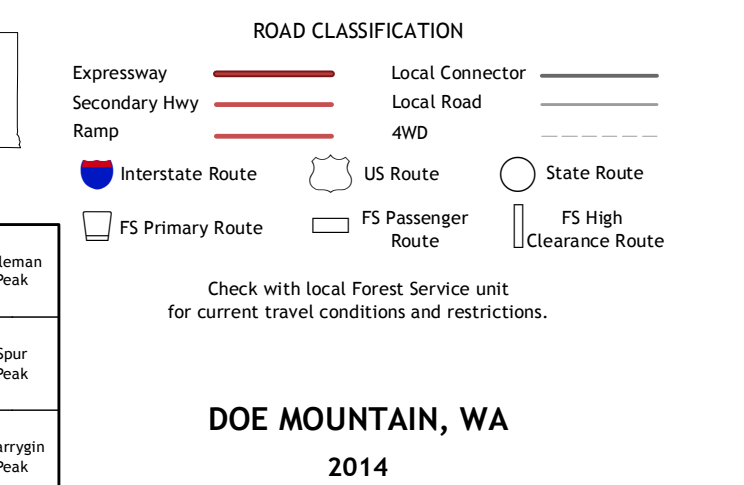 ROAD CLASSIFICATION
Expressway
Local Connector
Secondary Hwy
Local Road
Ramp
4WD
Interstate Route
US Route
State Route
FS Primary Route
FS Passenger
Route
FS High
Clearance Route
Check with local Forest Service unit
for current travel conditions and restrictions.
DOE MOUNTAIN, WA
2014
Peak
Spur
Peak
Peak